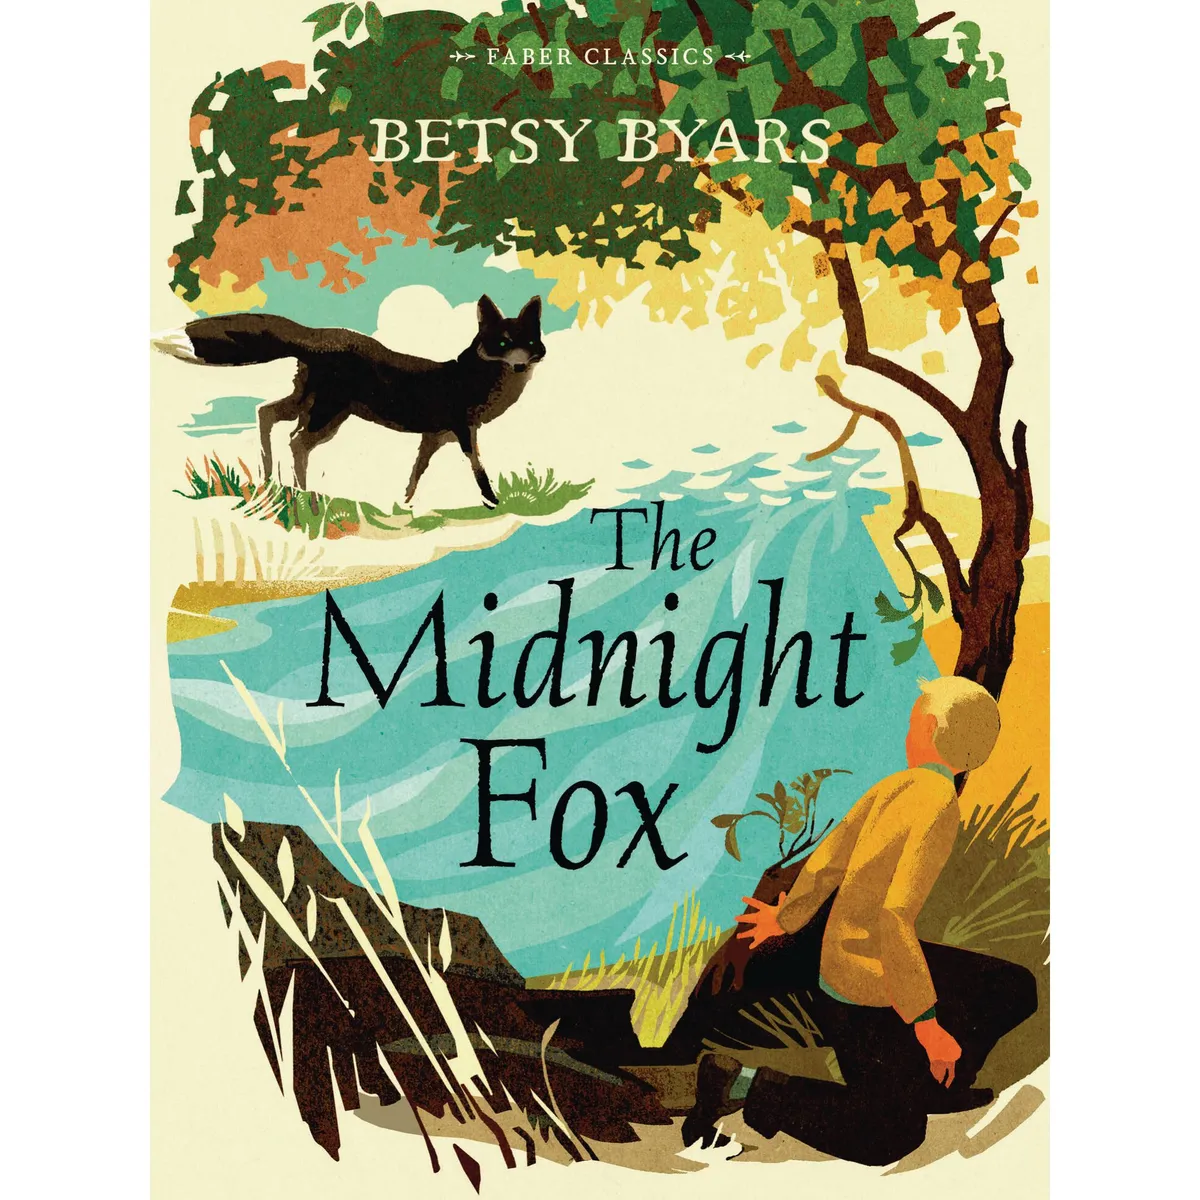 FABER CLASSICS
BETSY BYARS
The
Midnight
Fox